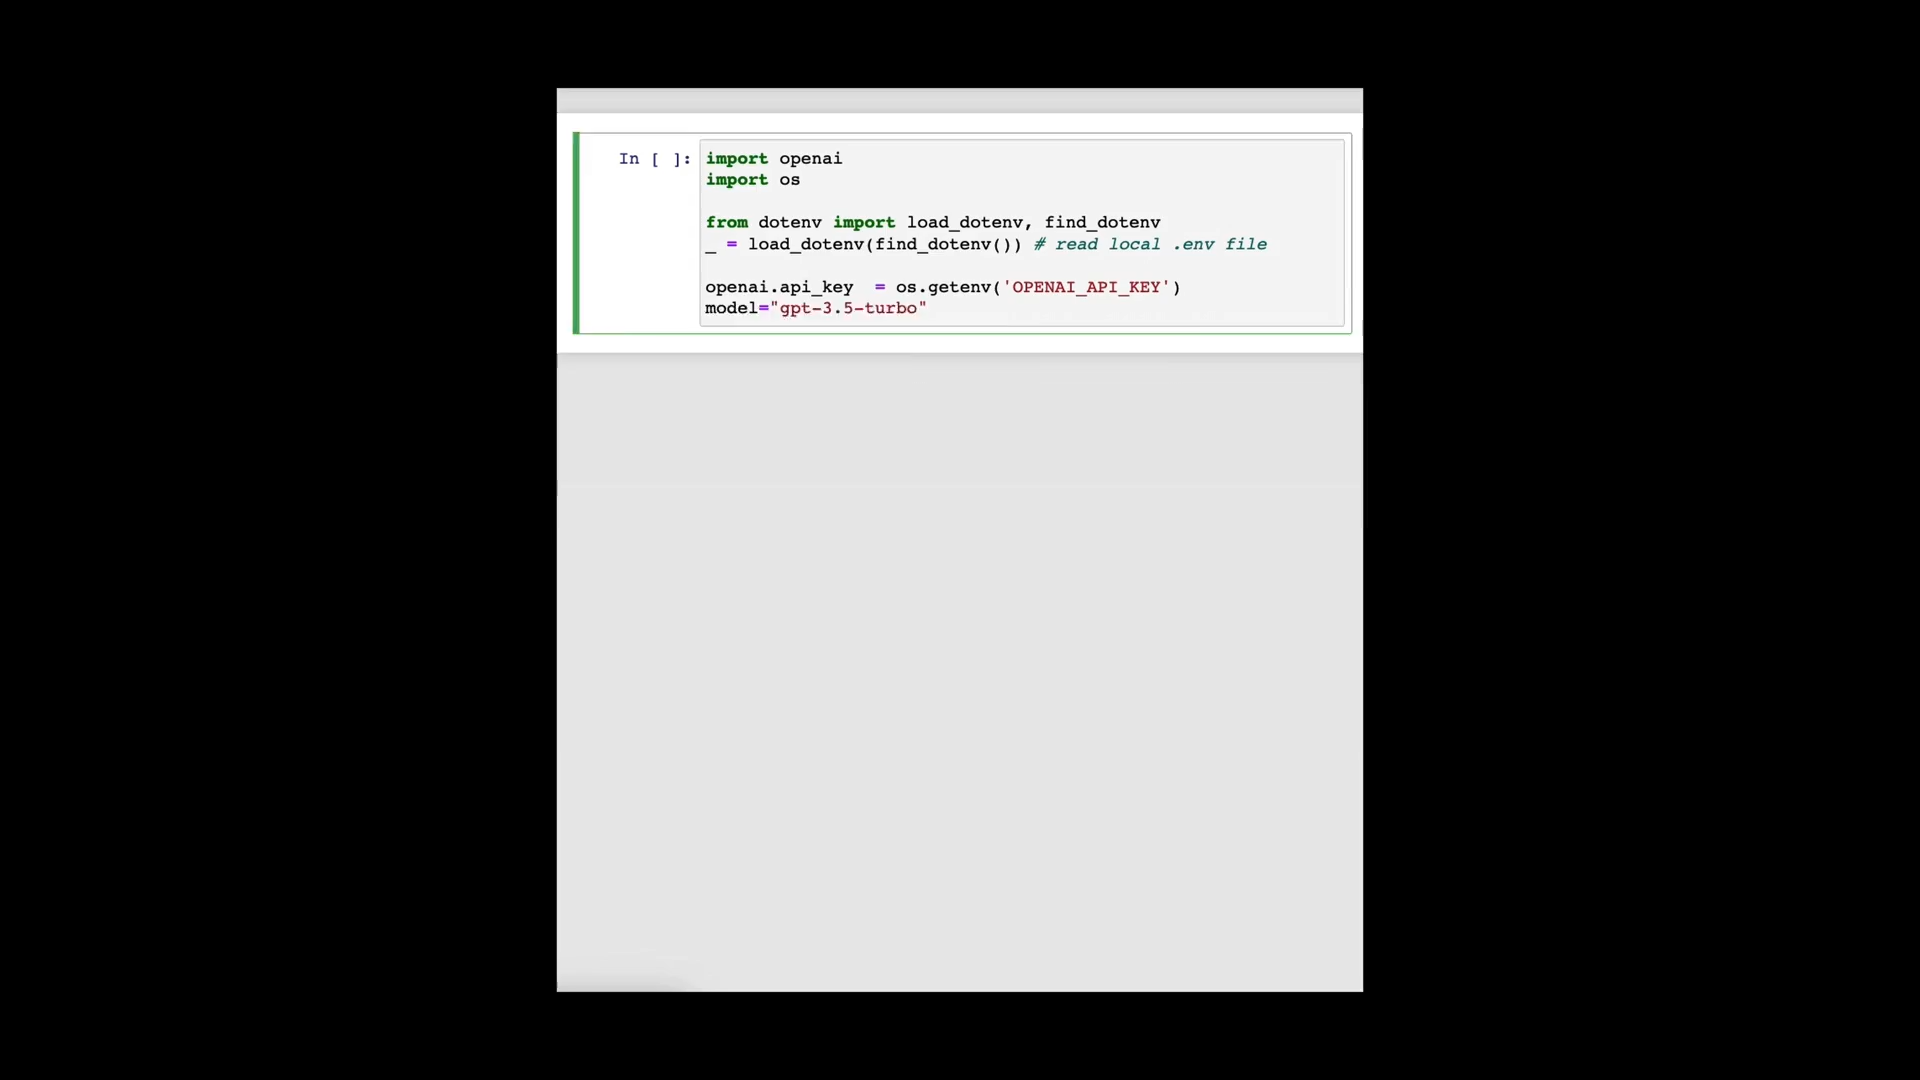 In [ ]: import openai
import os
from dotenv import load_dotenv, find_dotenv
_ = load_dotenv(find_dotenv()) # read local .env file
openai.api_key  = os.getenv('OPENAI_API_KEY')
model="gpt-3.5-turbo"